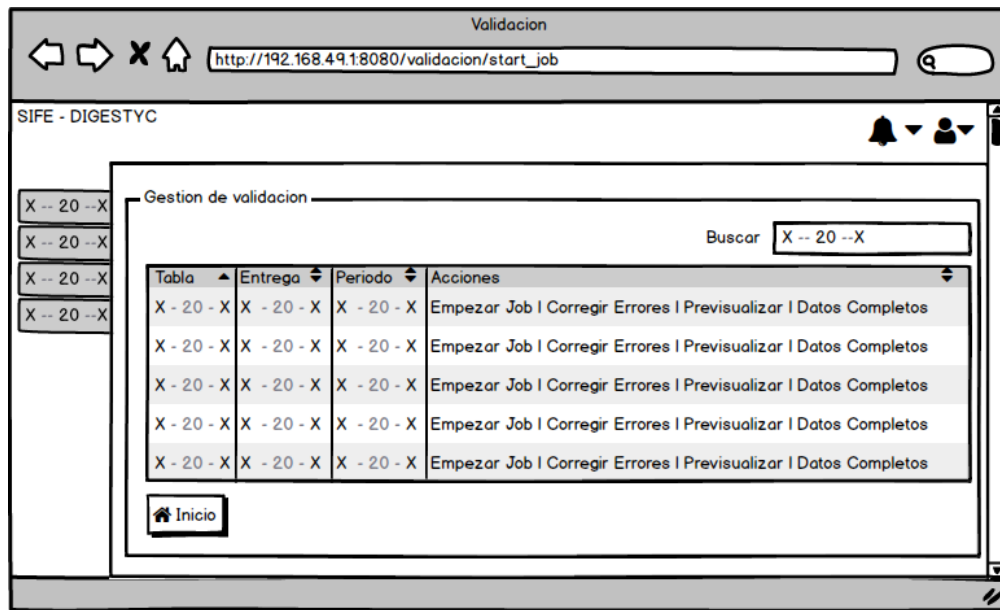 Validacion
http://192.168.49.1:8080/validacion/start_job
SIFE - DIGESTYC
X -- 20 --X
X -- 20 --X
X -- 20 --X
X -- 20 --X
Gestion de validacion
Buscar X -- 20 --X
Tabla Entrega Periodo Acciones
X - 20 - X X - 20 - X X - 20 - X Empezar Job | Corregir Errores | Previsualizar | Datos Completos
X - 20 - X X - 20 - X X - 20 - X Empezar Job | Corregir Errores | Previsualizar | Datos Completos
X - 20 - X X - 20 - X X - 20 - X Empezar Job | Corregir Errores | Previsualizar | Datos Completos
X - 20 - X X - 20 - X X - 20 - X Empezar Job | Corregir Errores | Previsualizar | Datos Completos
X - 20 - X X - 20 - X X - 20 - X Empezar Job | Corregir Errores | Previsualizar | Datos Completos
Inicio